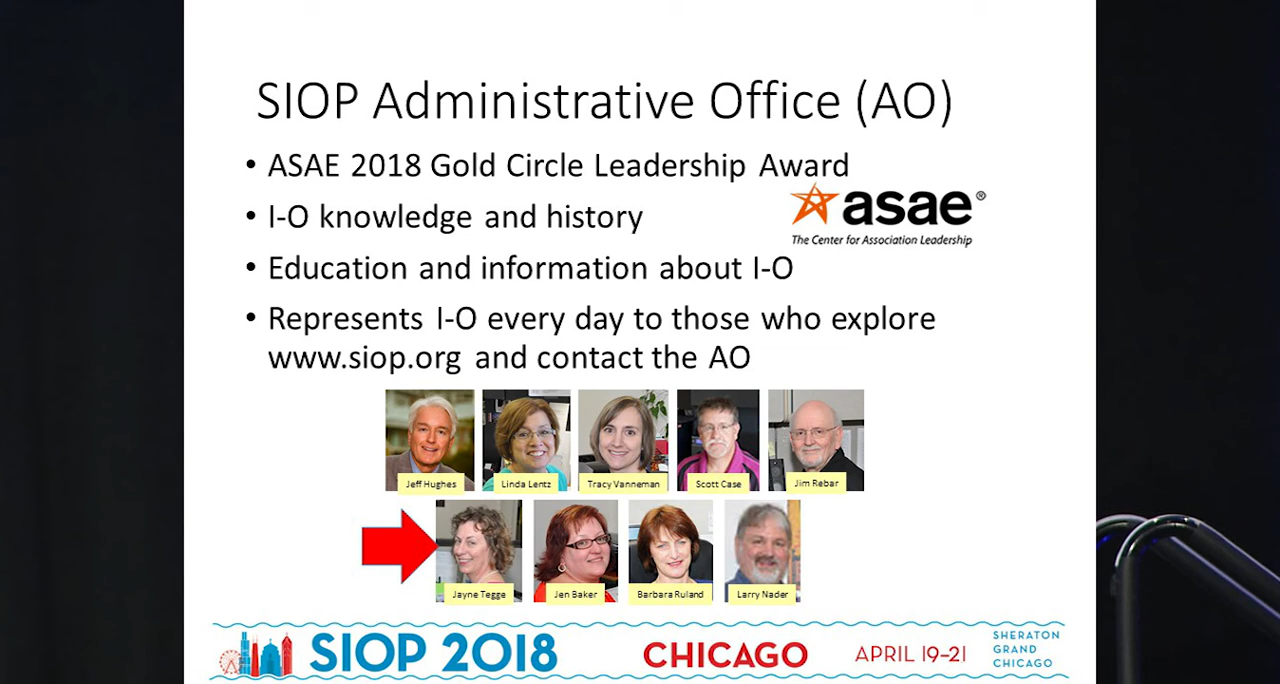 SIOP Administrative Office (AO)
• ASAE 2018 Gold Circle Leadership Award
• I-O knowledge and history
asae®
The Center for Association Leadership
• Education and information about I-O
• Represents I-O every day to those who explore
www.siop.org and contact the AO
Jeff Hughes
Linda Lentz
Tracy Vanneman
Scott Case
Jim Rebar
Jayne Tegge
Jen Baker
Barbara Ruland
Larry Nader
SIOP 2018
CHICAGO
APRIL 19–21
SHERATON
GRAND
CHICAGO